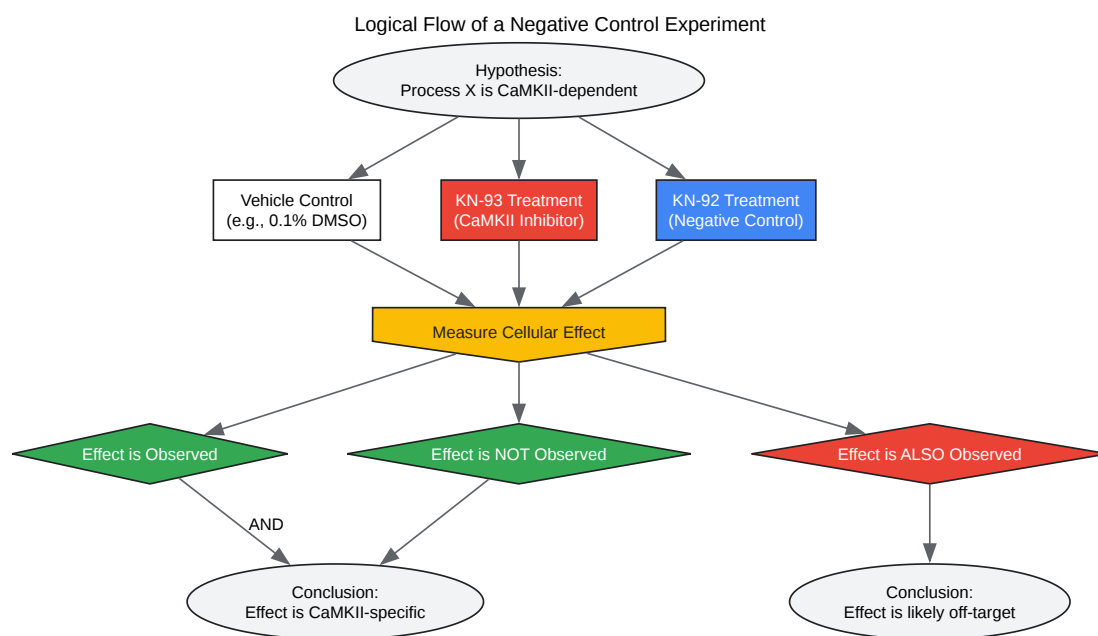 Logical Flow of a Negative Control Experiment
Hypothesis:
Process X is CaMKII-dependent
Vehicle Control
(e.g., 0.1% DMSO)
KN-93 Treatment
(CaMKII Inhibitor)
KN-92 Treatment
(Negative Control)
Measure Cellular Effect
Effect is Observed
Effect is NOT Observed
Effect is ALSO Observed
AND
Conclusion:
Effect is CaMKII-specific
Conclusion:
Effect is likely off-target